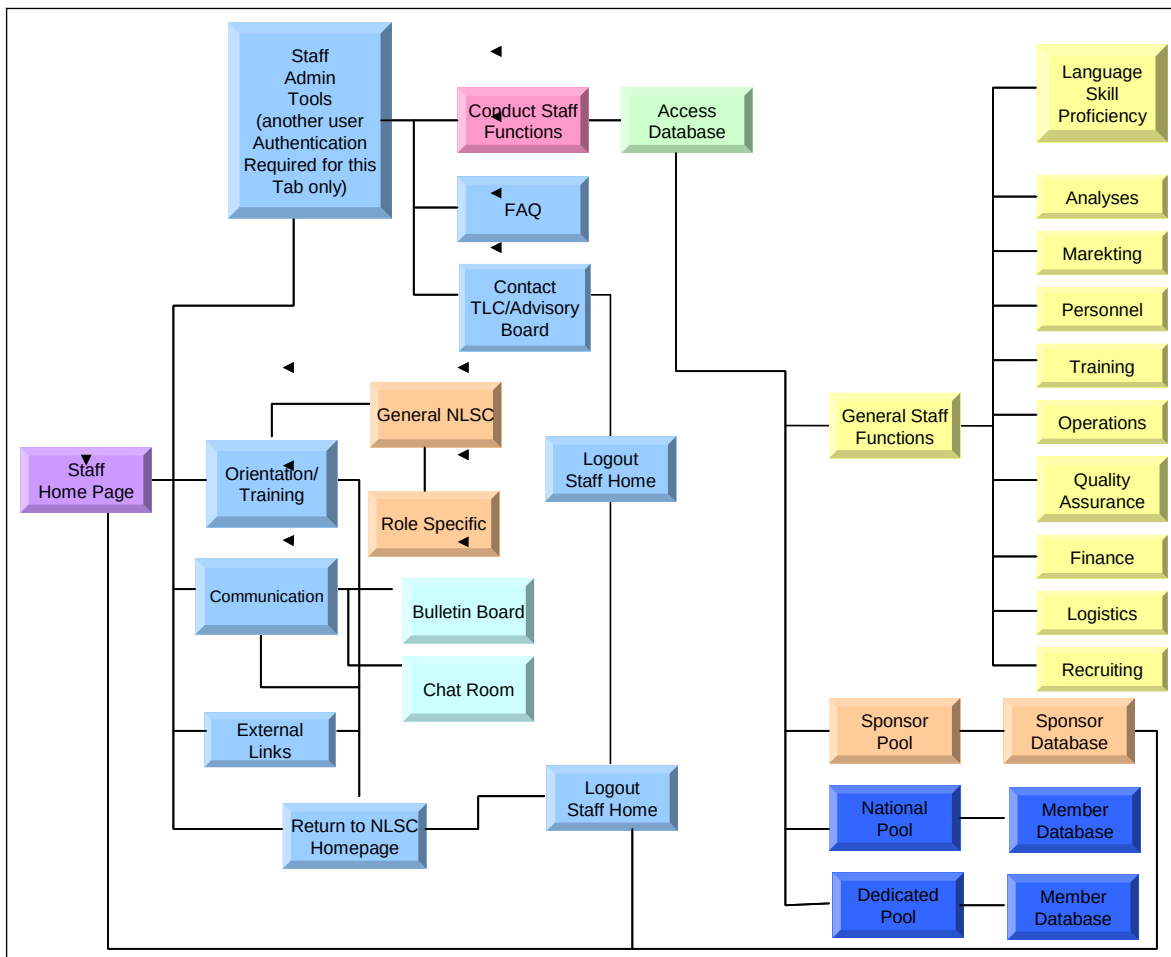 Staff
Admin
Tools
(another user
Authentication
Required for this
Tab only)
Conduct Staff
Functions
Access
Database
FAQ
Contact
TLC/Advisory
Board
General NLSC
Role Specific
Logout
Staff Home
Staff
Home Page
Orientation/
Training
Communication
Bulletin Board
Chat Room
External
Links
Return to NLSC
Homepage
Logout
Staff Home
General Staff
Functions
Language
Skill
Proficiency
Analyses
Marekting
Personnel
Training
Operations
Quality
Assurance
Finance
Logistics
Recruiting
Sponsor
Pool
Sponsor
Database
National
Pool
Member
Database
Dedicated
Pool
Member
Database